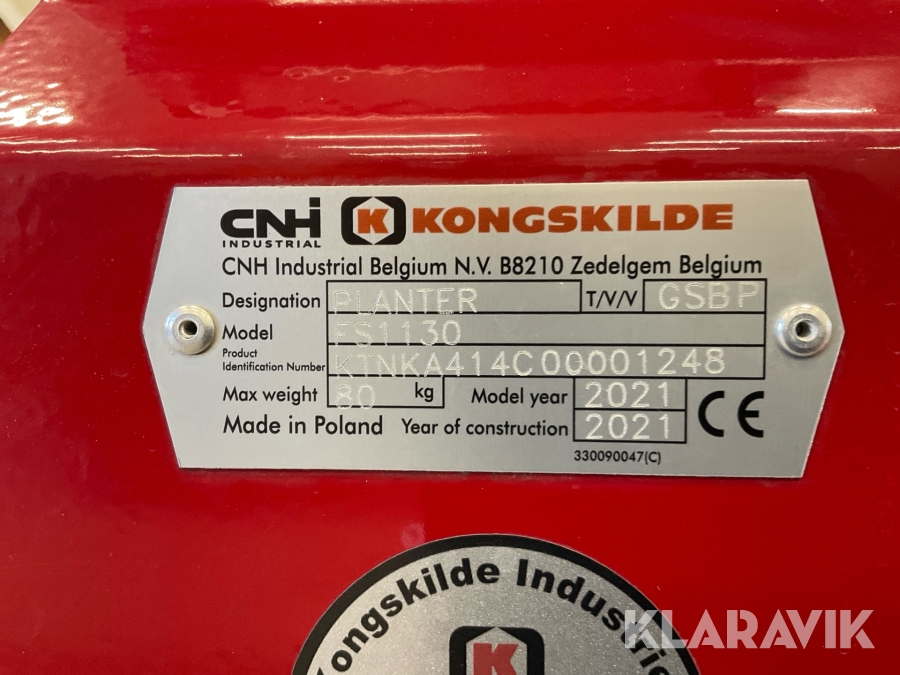 CNH INDUSTRIAL K KONGSKILDE
CNH Industrial Belgium N.V. B8210 Zedelgem Belgium
Designation PLANTER T/V/V GSBP
Model FS1130
Product Identification Number KTNKA414C00001248
Max weight 80 kg Model year 2021
Made in Poland Year of construction 2021
CE
330090047(C)
Kongskilde Industrie
K
KLARAVIK